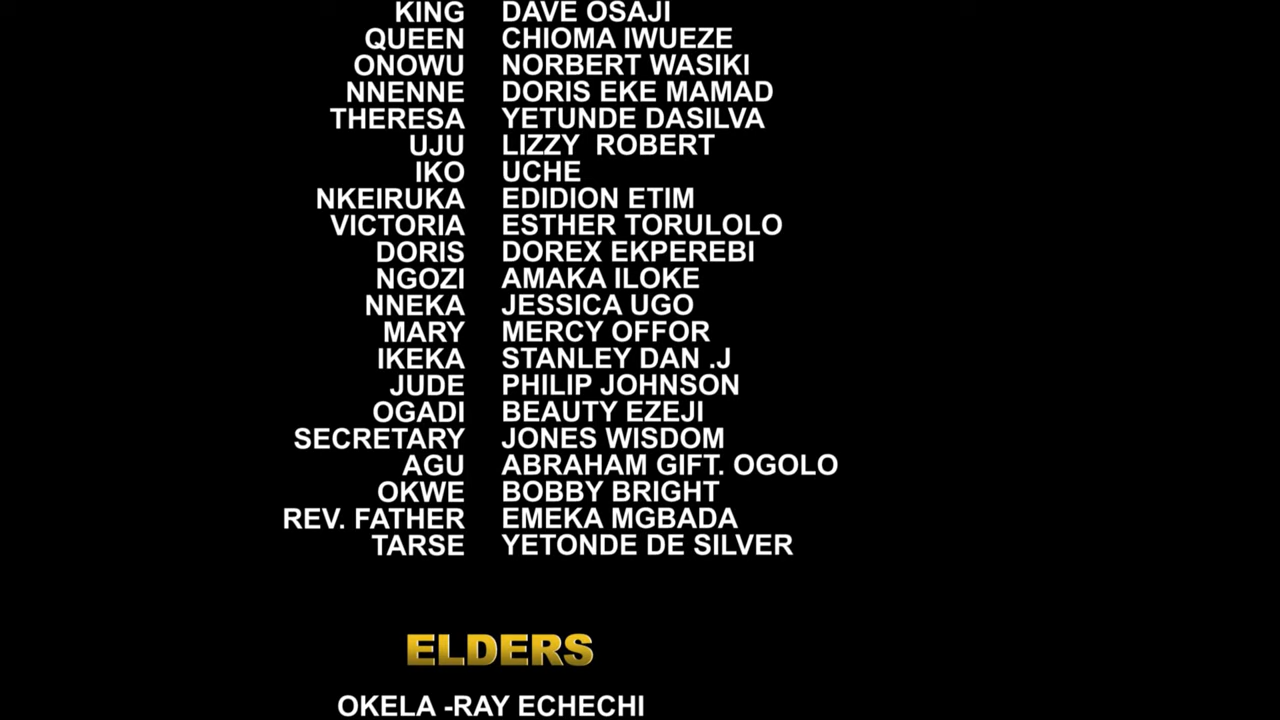 KING DAVE OSAJI
QUEEN CHIOMA IWUEZE
ONOWU NORBERT WASIKI
NNENNE DORIS EKE MAMAD
THERESA YETUNDE DASILVA
UJU LIZZY ROBERT
IKO UCHE
NKEIRUKA EDIDION ETIM
VICTORIA ESTHER TORULOLO
DORIS DOREX EKPEREBI
NGOZI AMAKA ILOKE
NNEKA JESSICA UGO
MARY MERCY OFFOR
IKEKA STANLEY DAN .J
JUDE PHILIP JOHNSON
OGADI BEAUTY EZEJI
SECRETARY JONES WISDOM
AGU ABRAHAM GIFT. OGOLO
OKWE BOBBY BRIGHT
REV. FATHER EMEKA MGBADA
TARSE YETONDE DE SILVER
ELDERS
OKELA -RAY ECHECHI